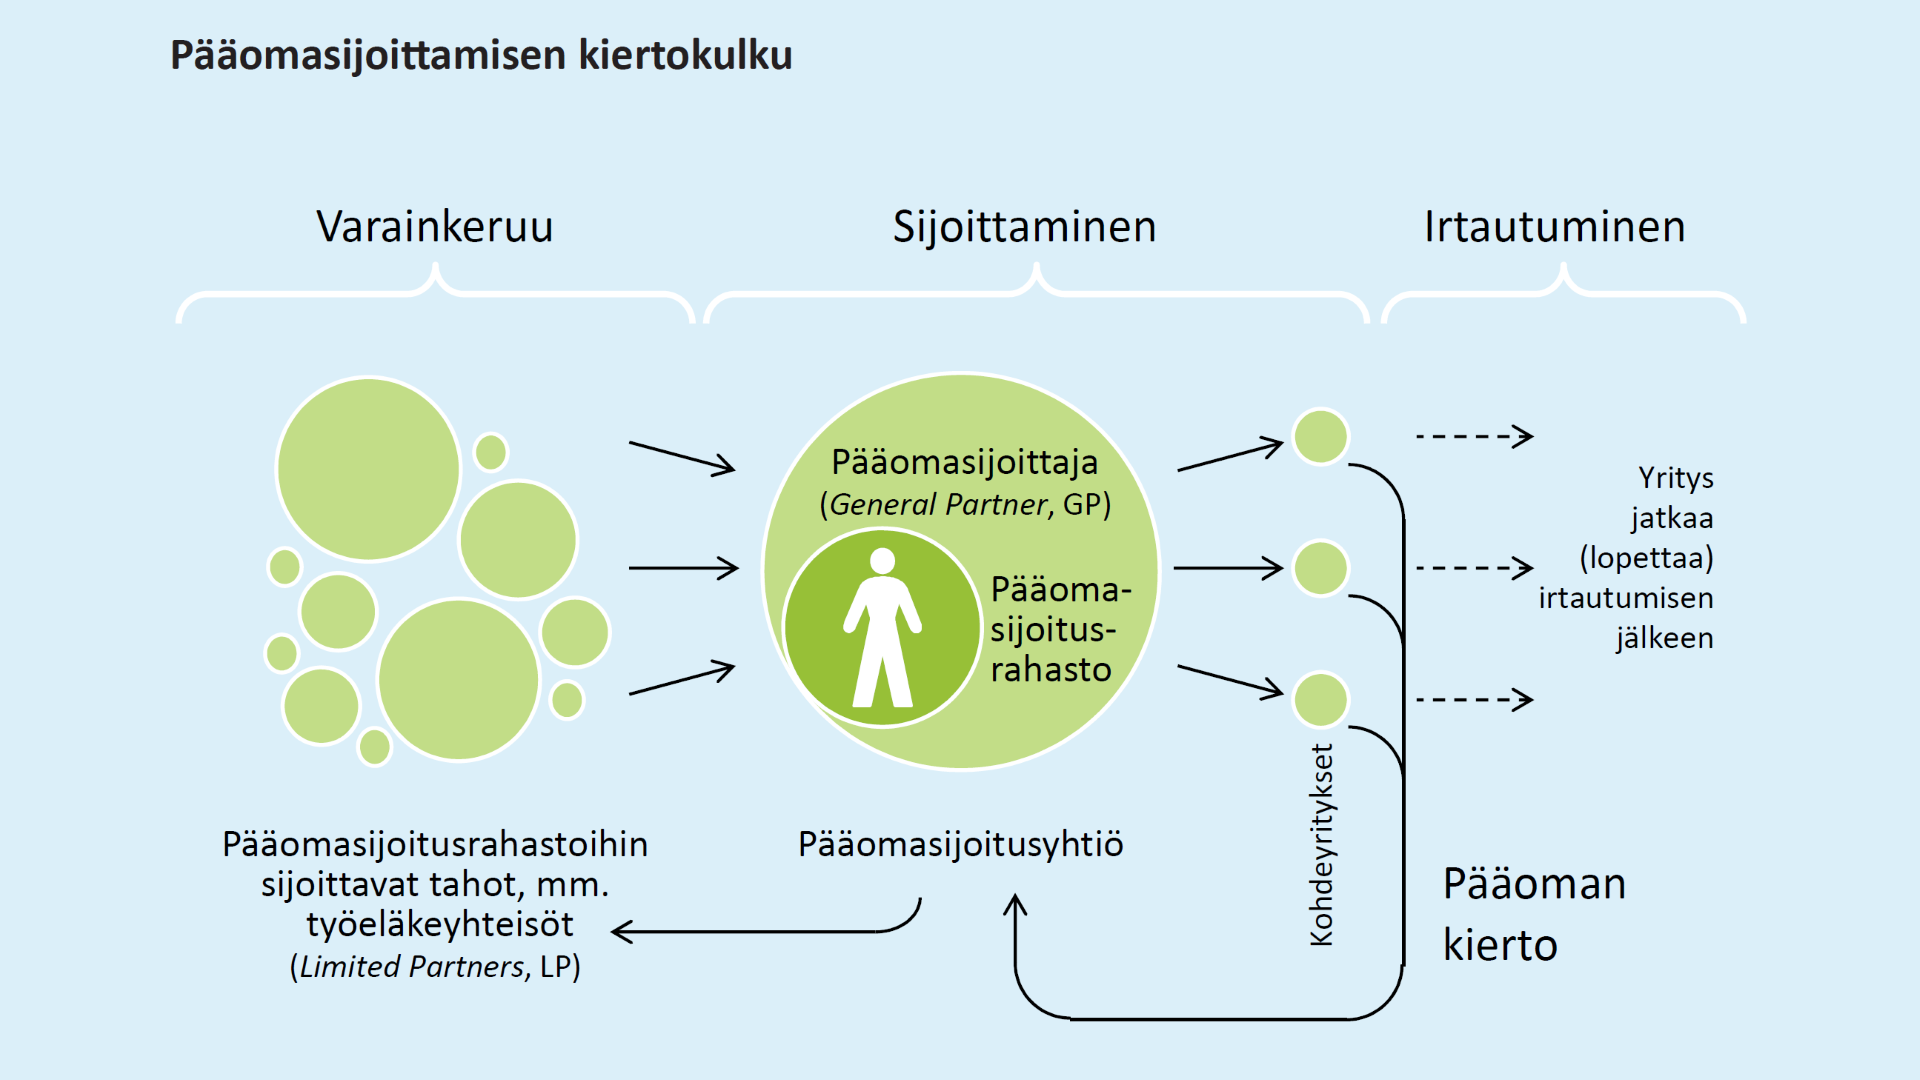 Pääomasijoittamisen kiertokulku
Varainkeruu
Sijoittaminen
Irtautuminen
Pääomasijoittaja
(General Partner, GP)
Pääoma-
sijoitus-
rahasto
Yritys
jatkaa
(lopettaa)
irtautumisen
jälkeen
Kohdeyritykset
Pääomasijoitusrahastoihin
sijoittavat tahot, mm.
työeläkeyhteisöt
(Limited Partners, LP)
Pääomasijoitusyhtiö
Pääoman
kierto